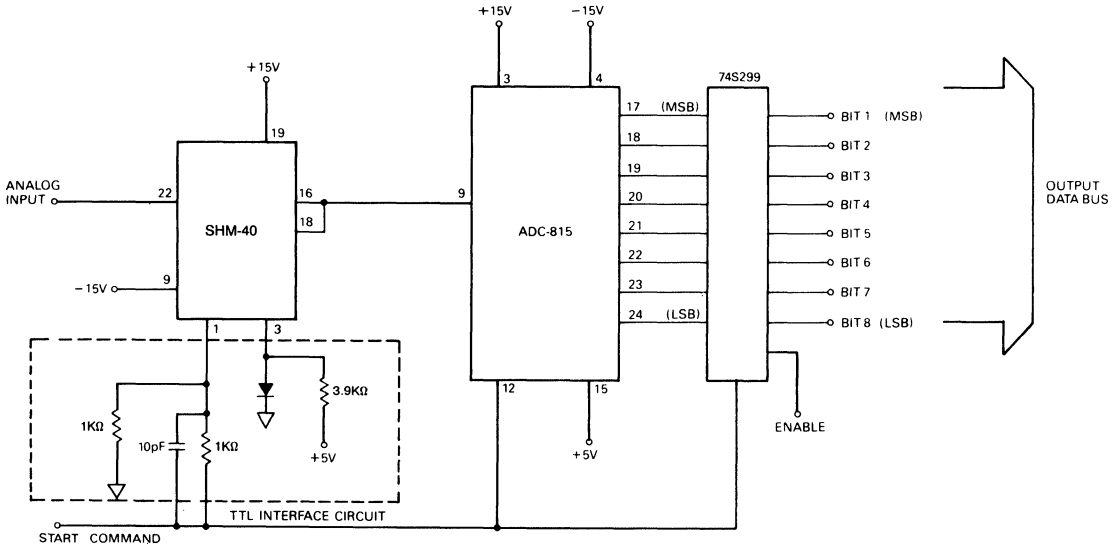 +15V
-15V
3
4
74S299
+15V
19
17 (MSB)
BIT 1 (MSB)
18
BIT 2
19
BIT 3
ANALOG
INPUT
22
16
9
20
BIT 4
OUTPUT
DATA BUS
18
SHM-40
ADC-815
21
BIT 5
22
BIT 6
-15V
9
23
BIT 7
24 (LSB)
BIT 8 (LSB)
1
3
12
15
3.9KΩ
1KΩ
10pF
1KΩ
+5V
+5V
ENABLE
TTL INTERFACE CIRCUIT
START COMMAND